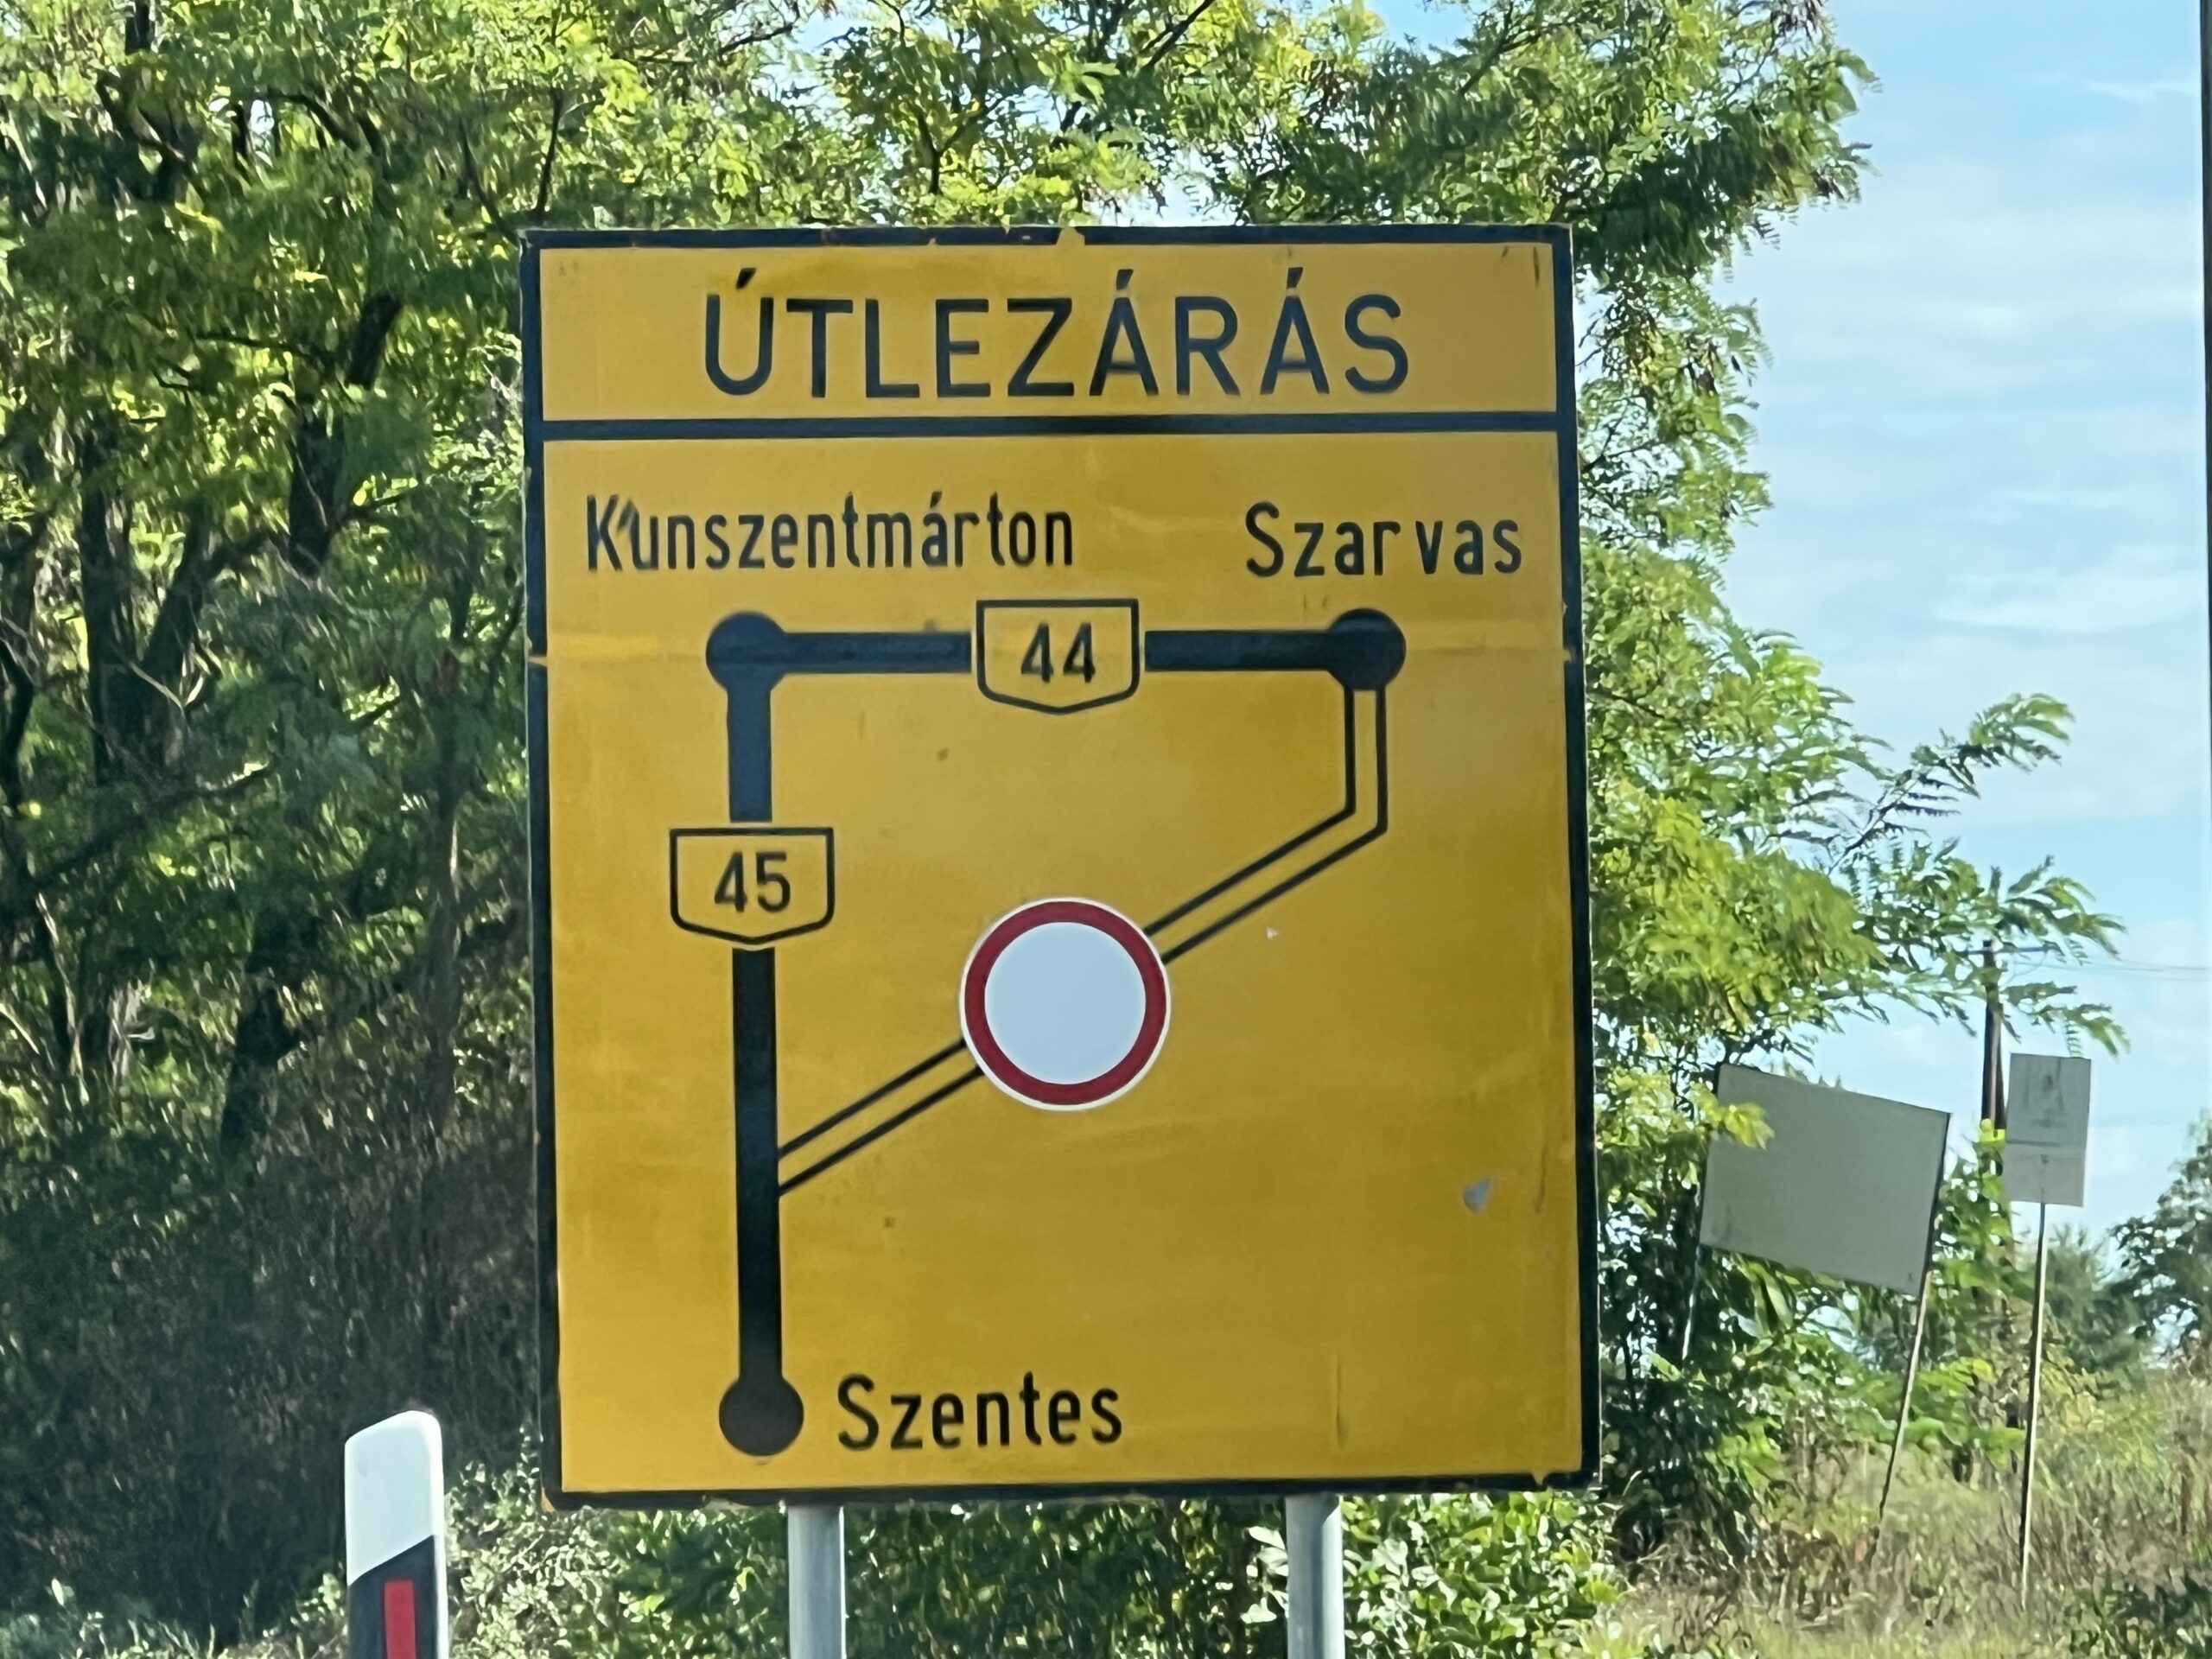 ÚTLEZÁRÁS
Kunszentmárton Szarvas
44
45
Szentes